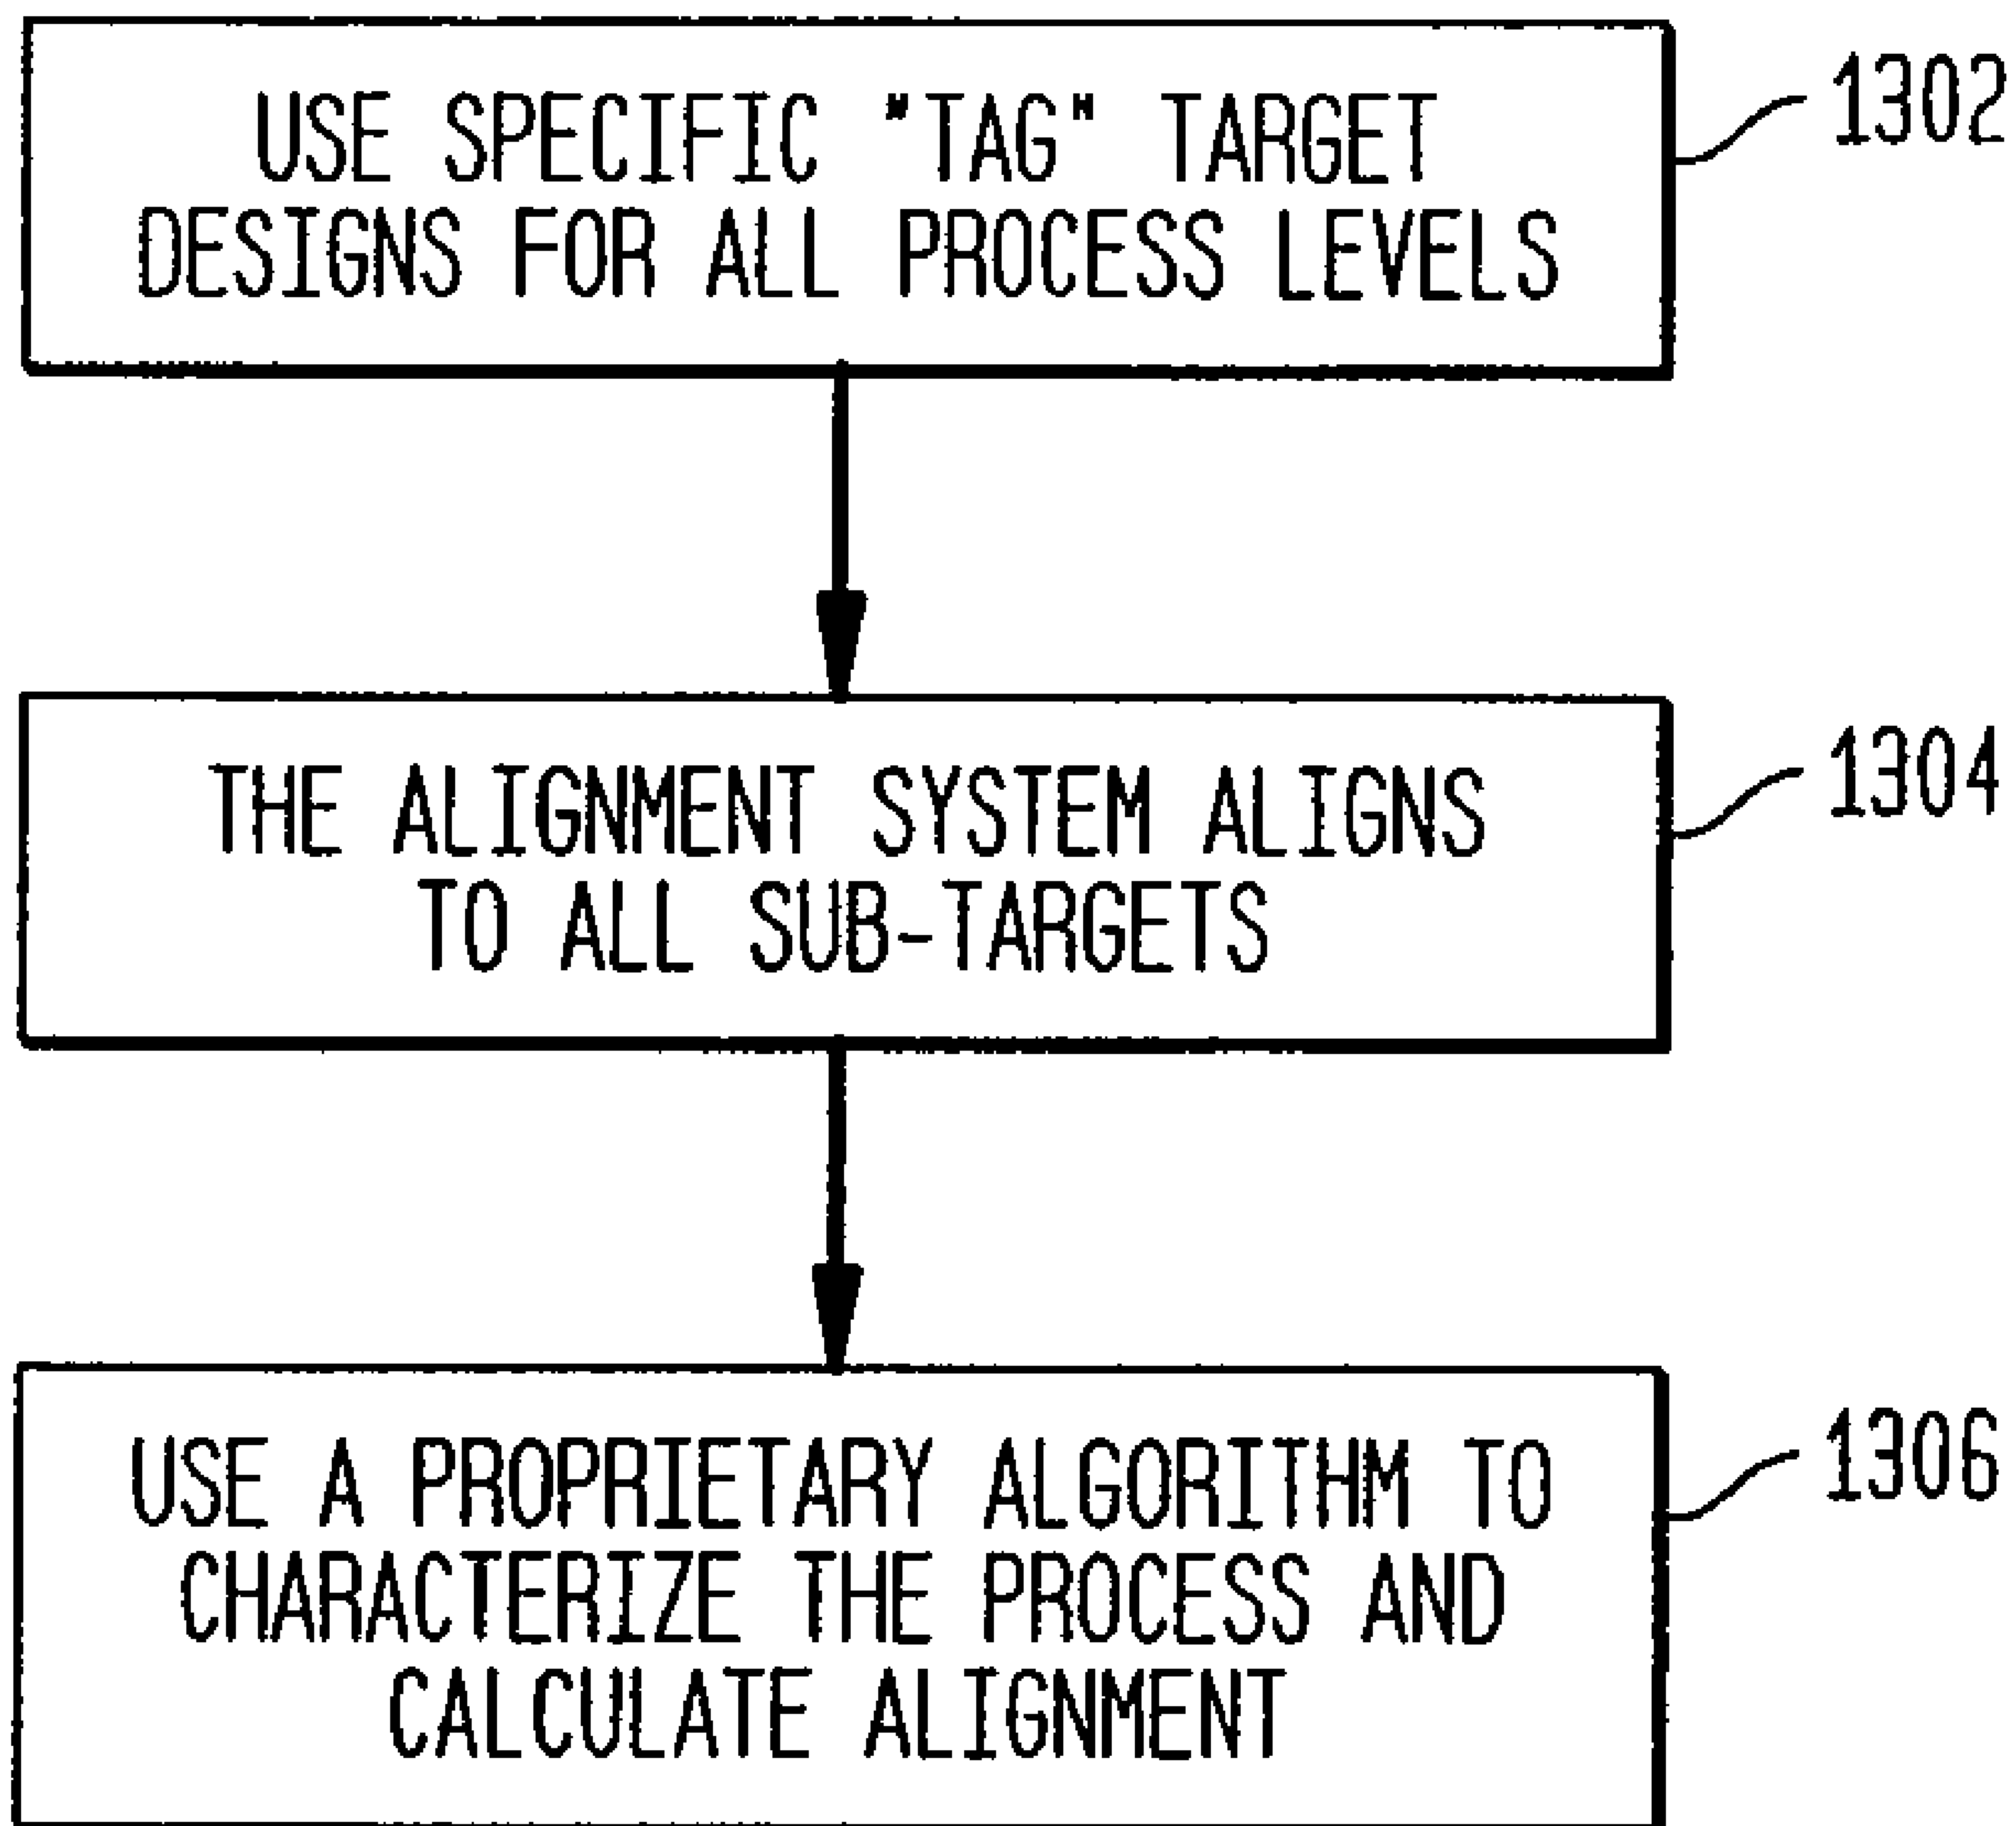 USE SPECIFIC "TAG" TARGET
DESIGNS FOR ALL PROCESS LEVELS
1302
THE ALIGNMENT SYSTEM ALIGNS
TO ALL SUB-TARGETS
1304
USE A PROPRIETARY ALGORITHM TO
CHARACTERIZE THE PROCESS AND
CALCULATE ALIGNMENT
1306